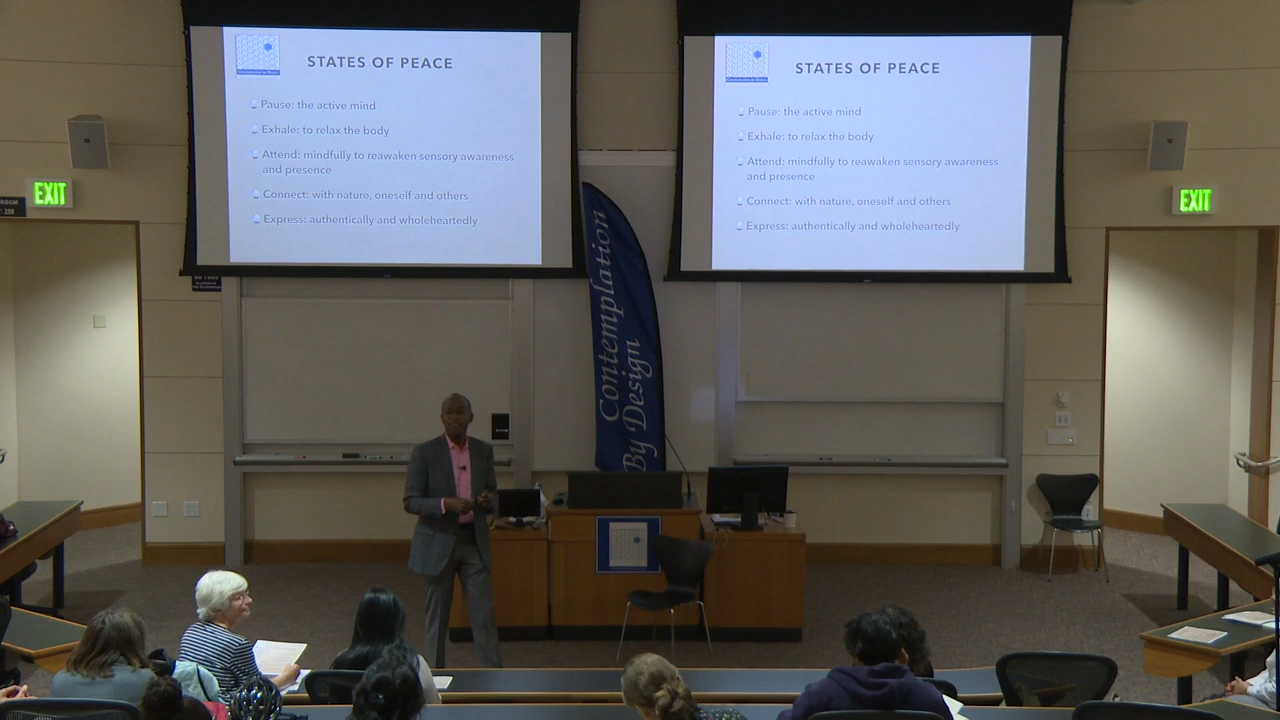 STATES OF PEACE
Pause: the active mind
Exhale: to relax the body
Attend: mindfully to reawaken sensory awareness
and presence
Connect: with nature, oneself and others
Express: authentically and wholeheartedly
STATES OF PEACE
Pause: the active mind
Exhale: to relax the body
Attend: mindfully to reawaken sensory awareness
and presence
Connect: with nature, oneself and others
Express: authentically and wholeheartedly
EXIT
EXIT
Contemplation
By Design